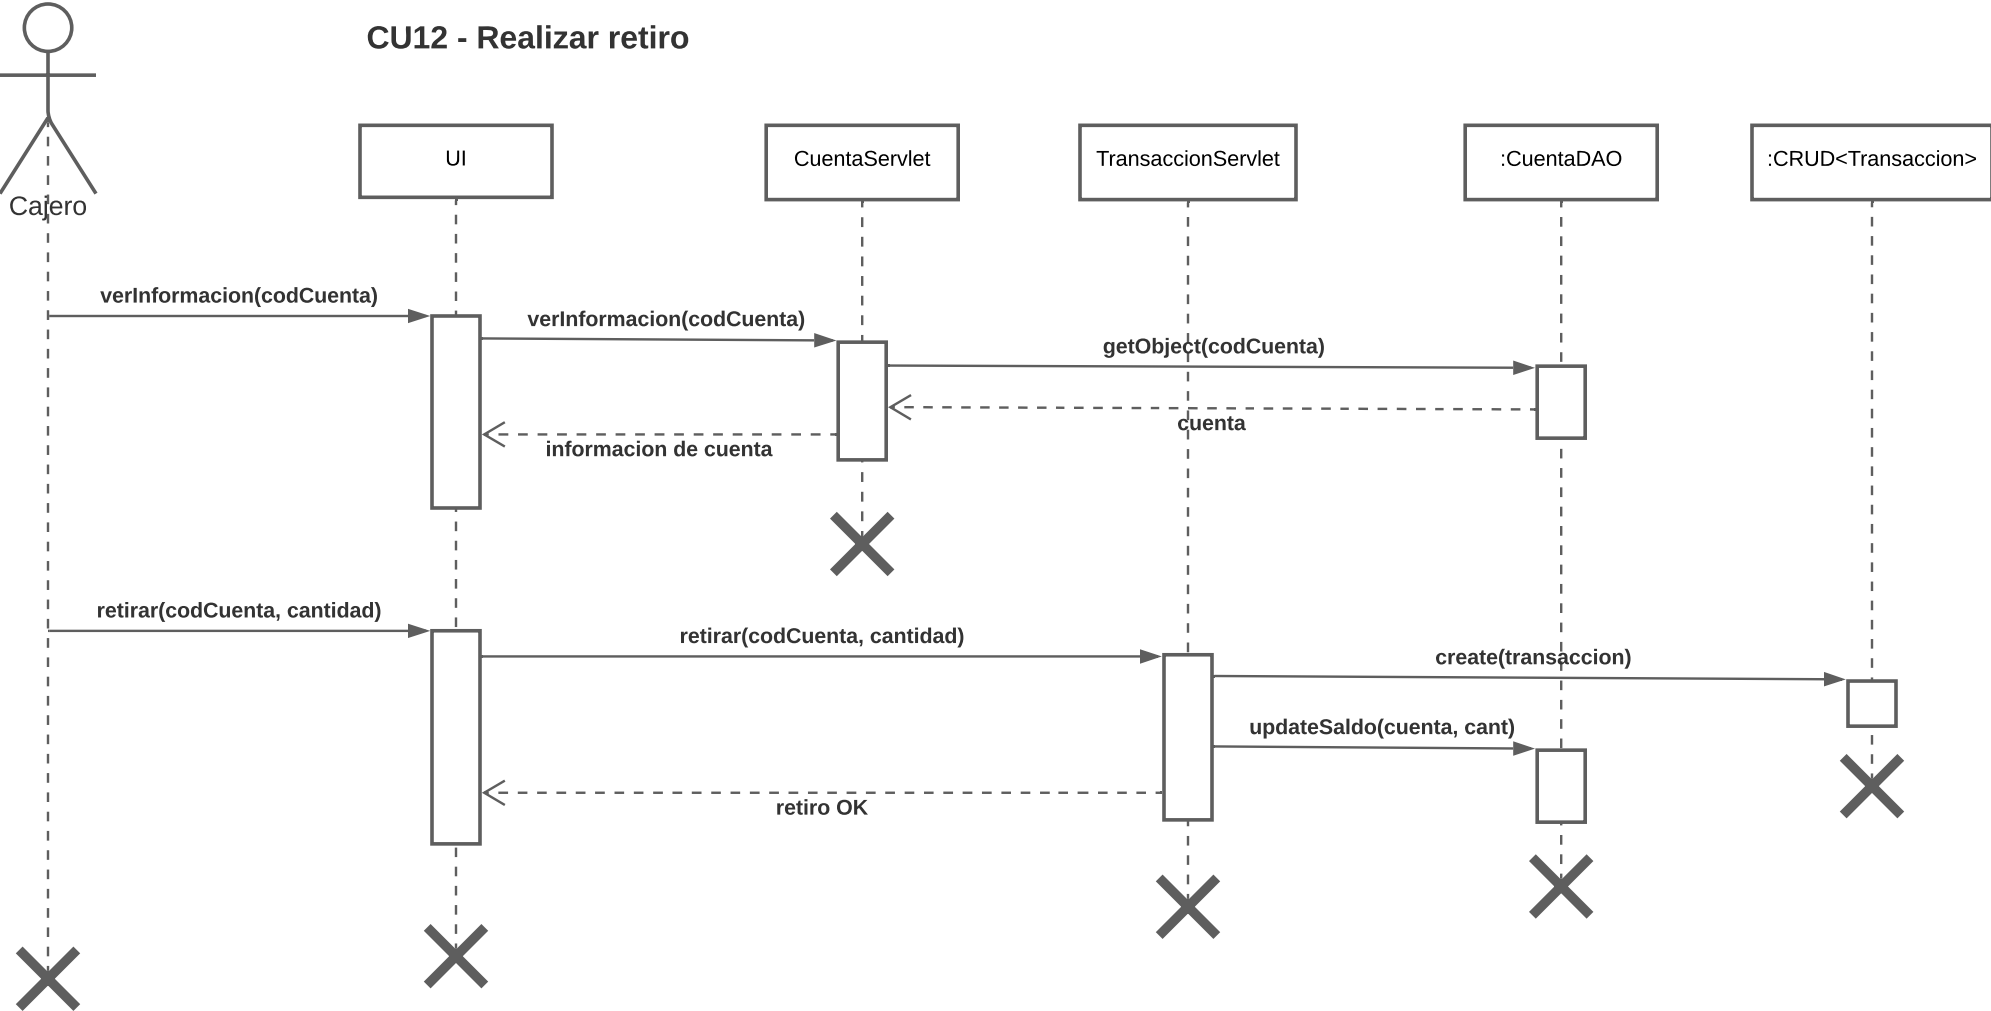 CU12 - Realizar retiro
UI
CuentaServlet
TransaccionServlet
:CuentaDAO
:CRUD<Transaccion>
Cajero
verInformacion(codCuenta)
verInformacion(codCuenta)
getObject(codCuenta)
cuenta
informacion de cuenta
retirar(codCuenta, cantidad)
retirar(codCuenta, cantidad)
create(transaccion)
updateSaldo(cuenta, cant)
retiro OK